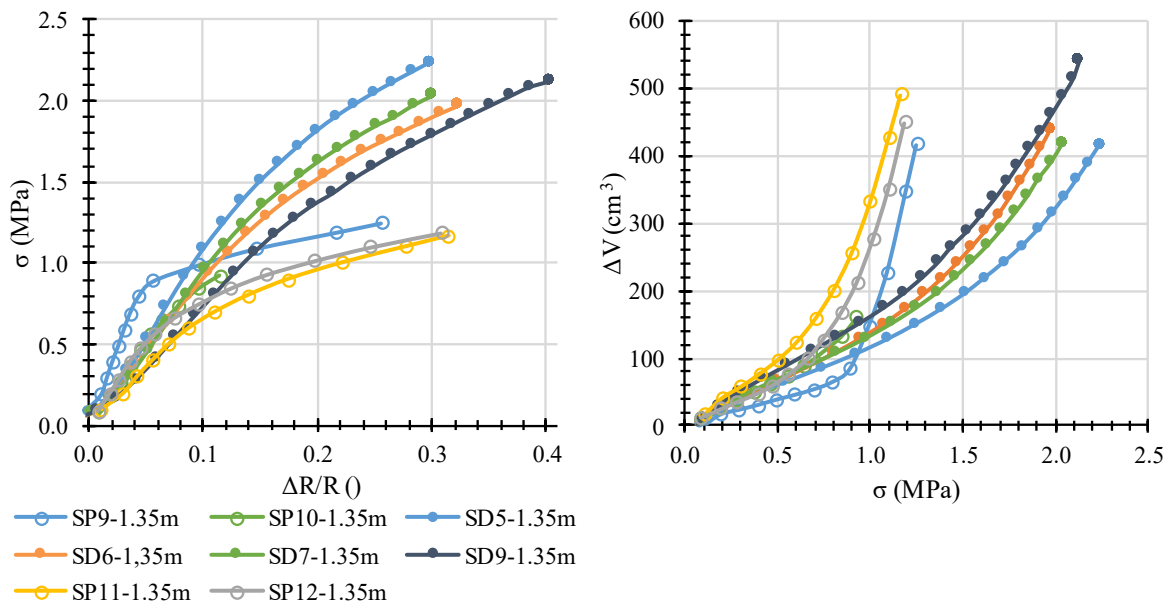 2.5
2.0
1.5
1.0
0.5
0.0
σ (MPa)
0.0 0.1 0.2 0.3 0.4
ΔR/R ()
600
500
400
300
200
100
0
ΔV (cm³)
0.0 0.5 1.0 1.5 2.0 2.5
σ (MPa)
SP9-1.35m SP10-1.35m SD5-1.35m
SD6-1,35m SD7-1.35m SD9-1.35m
SP11-1.35m SP12-1.35m